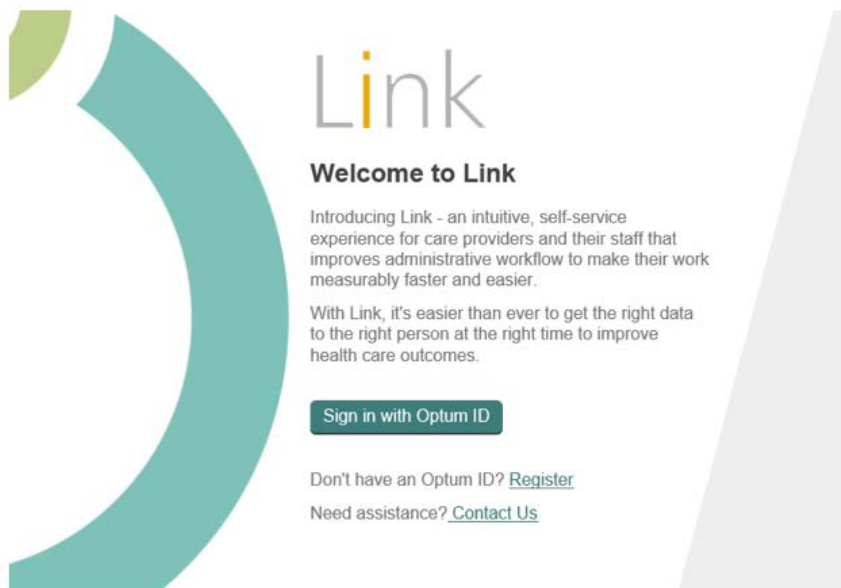 Link
Welcome to Link
Introducing Link - an intuitive, self-service
experience for care providers and their staff that
improves administrative workflow to make their work
measurably faster and easier.
With Link, it's easier than ever to get the right data
to the right person at the right time to improve
health care outcomes.
Sign in with Optum ID
Don't have an Optum ID? Register
Need assistance? Contact Us